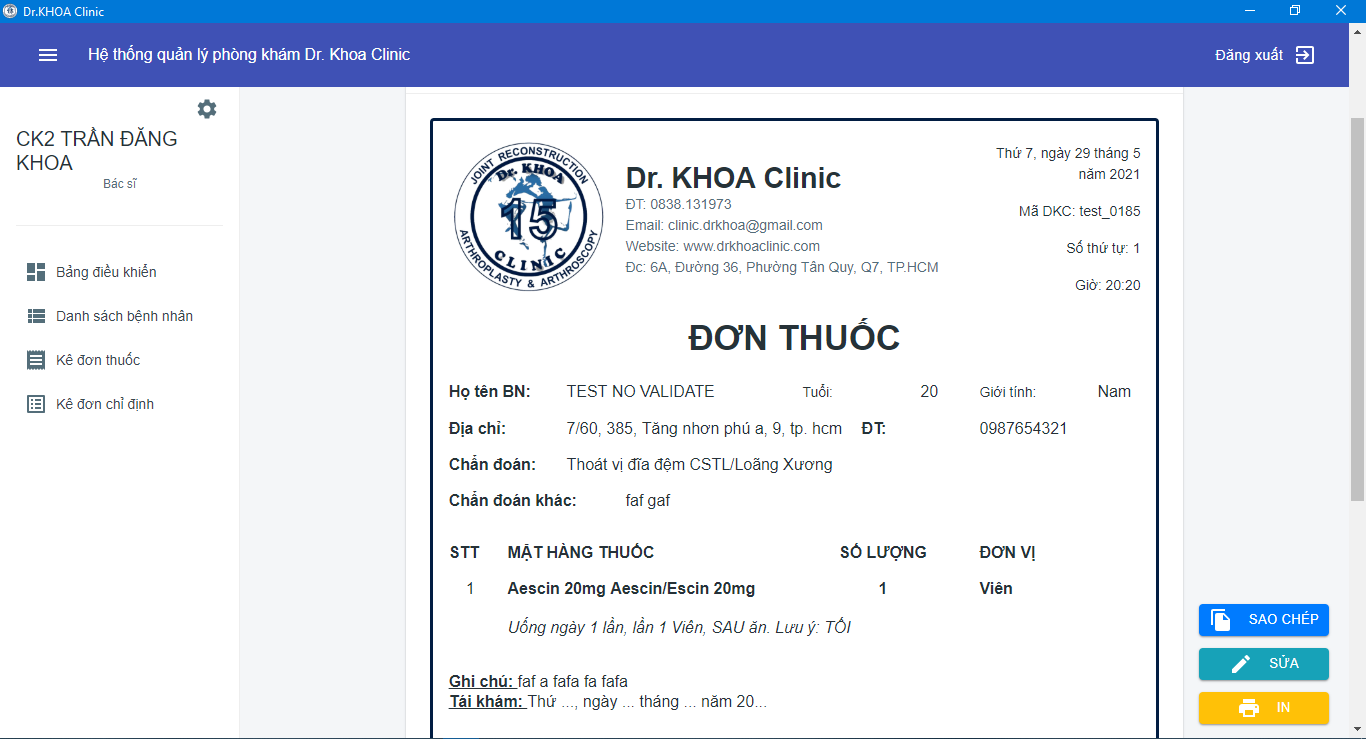 Dr.KHOA Clinic
Hệ thống quản lý phòng khám Dr. Khoa Clinic
Đăng xuất
CK2 TRẦN ĐĂNG
KHOA
Bác sĩ
Bảng điều khiển
Danh sách bệnh nhân
Kê đơn thuốc
Kê đơn chỉ định
JOINT RECONSTRUCTION
Dr. KHOA
15
CLINIC
ARTHROPLASTY & ARTHROSCOPY
Dr. KHOA Clinic
ĐT: 0838.131973
Email: clinic.drkhoa@gmail.com
Website: www.drkhoaclinic.com
Đc: 6A, Đường 36, Phường Tân Quy, Q7, TP.HCM
Thứ 7, ngày 29 tháng 5
năm 2021
Mã DKC: test_0185
Số thứ tự: 1
Giờ: 20:20
ĐƠN THUỐC
Họ tên BN: TEST NO VALIDATE Tuổi: 20 Giới tính: Nam
Địa chỉ: 7/60, 385, Tăng nhơn phú a, 9, tp. hcm ĐT: 0987654321
Chẩn đoán: Thoát vị đĩa đệm CSTL/Loãng Xương
Chẩn đoán khác: faf gaf
STT MẶT HÀNG THUỐC SỐ LƯỢNG ĐƠN VỊ
1 Aescin 20mg Aescin/Escin 20mg 1 Viên
Uống ngày 1 lần, lần 1 Viên, SAU ăn. Lưu ý: TỐI
Ghi chú: faf a fafa fa fafa
Tái khám: Thứ ..., ngày ... tháng ... năm 20...
SAO CHÉP
SỬA
IN